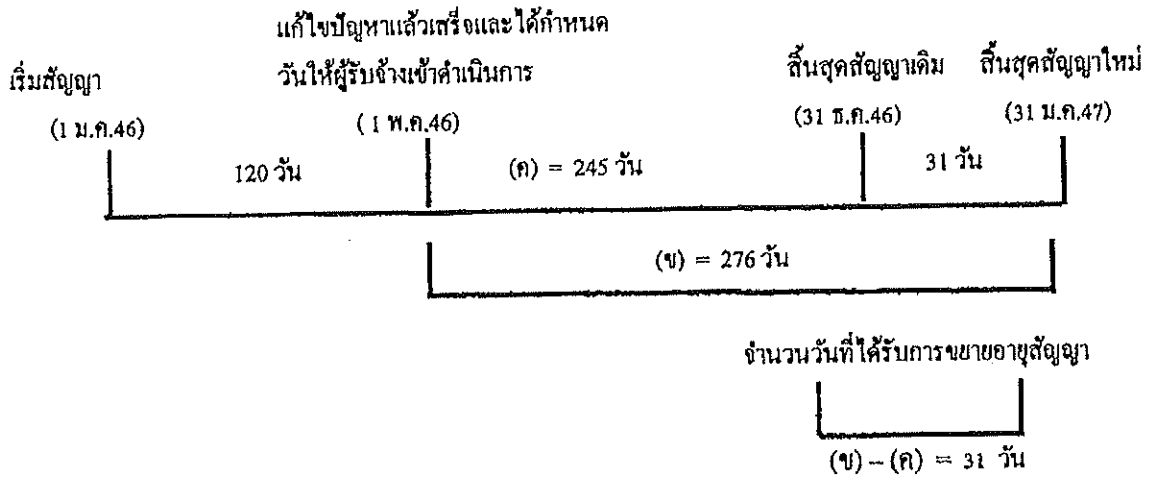 แก้ไขปัญหาแล้วเสร็จและได้กำหนด
เริ่มสัญญา วันให้ผู้รับจ้างเข้าดำเนินการ สิ้นสุดสัญญาเดิม สิ้นสุดสัญญาใหม่
(1 ม.ค.46) ( 1 พ.ค.46) (31 ธ.ค.46) (31 ม.ค.47)
120 วัน (ค) = 245 วัน 31 วัน
(ข) = 276 วัน
จำนวนวันที่ได้รับการขยายอายุสัญญา
(ข) – (ค) = 31 วัน